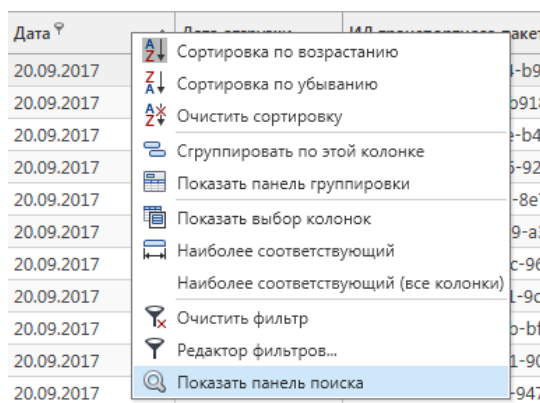 Дата
20.09.2017
20.09.2017
20.09.2017
20.09.2017
20.09.2017
20.09.2017
20.09.2017
20.09.2017
20.09.2017
20.09.2017
20.09.2017
Сортировка по возрастанию
Сортировка по убыванию
Очистить сортировку
Сгруппировать по этой колонке
Показать панель группировки
Показать выбор колонок
Наиболее соответствующий
Наиболее соответствующий (все колонки)
Очистить фильтр
Редактор фильтров...
Показать панель поиска